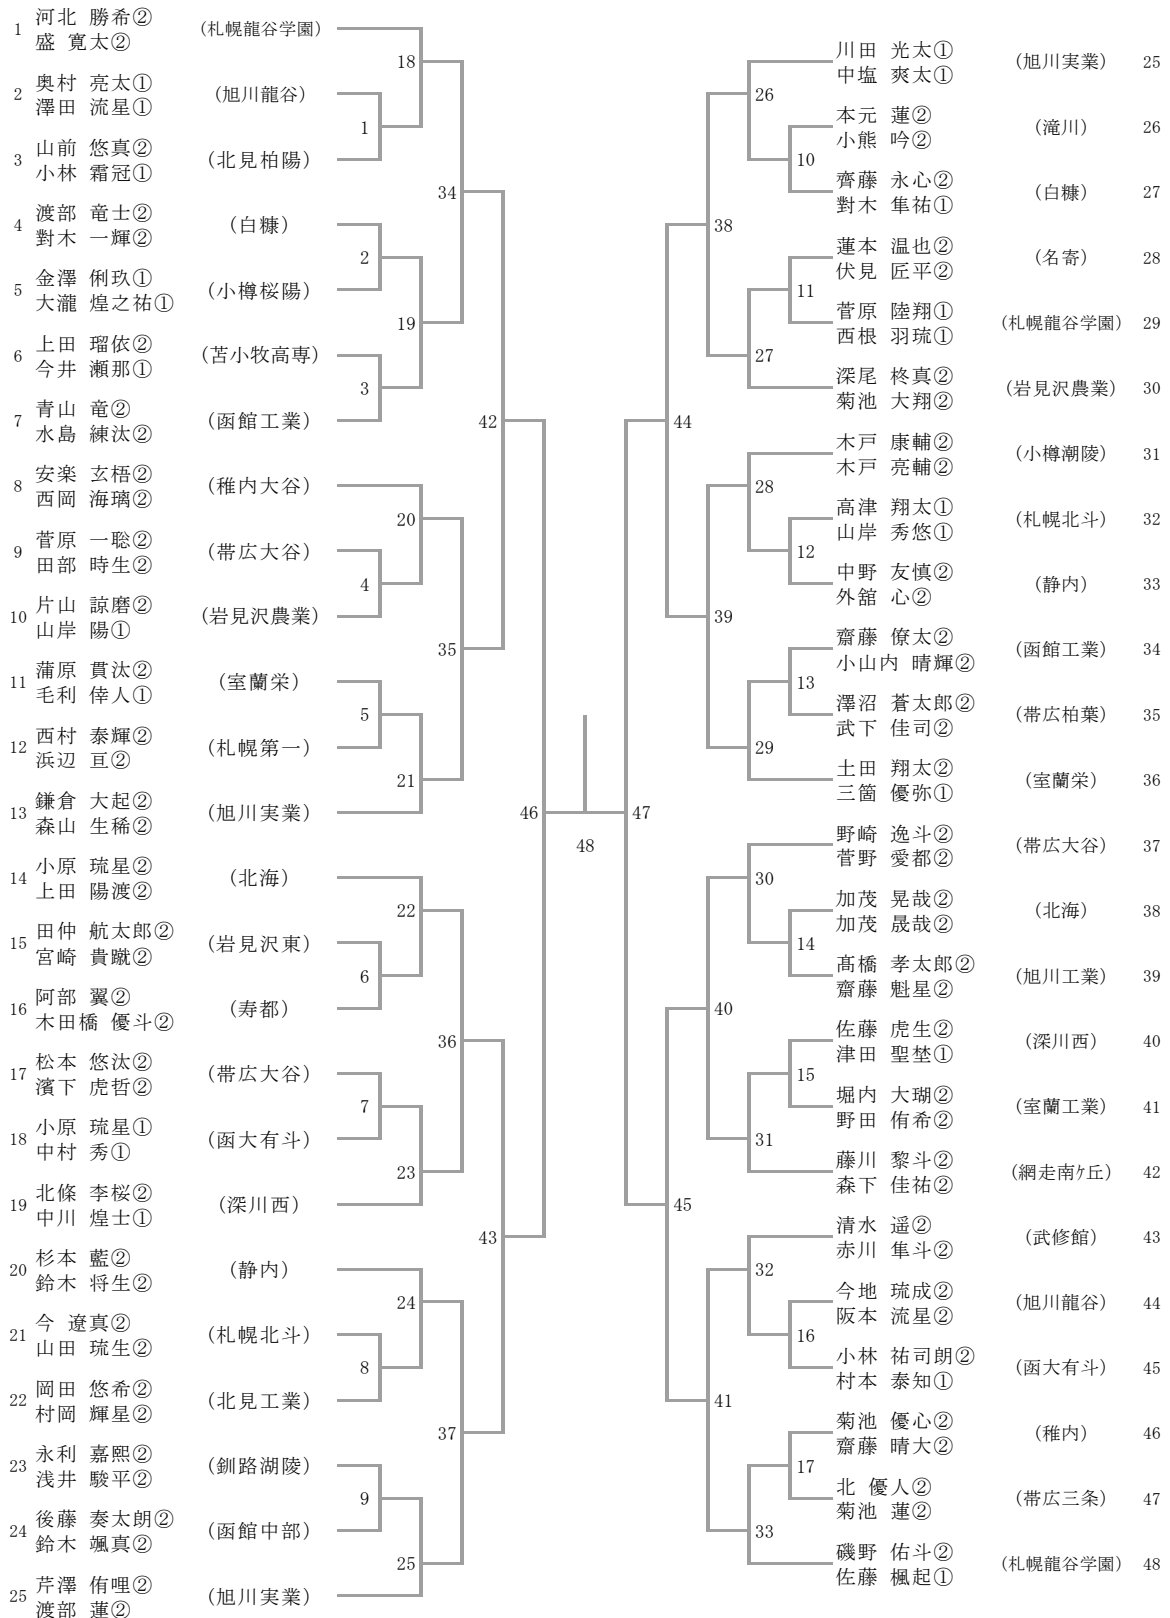 1 河北 勝希② (札幌龍谷学園)
盛 寛太②
18
2 奥村 亮太① (旭川龍谷)
澤田 流星①
1
3 山前 悠真② (北見柏陽)
小林 霜冠①
34
4 渡部 竜士② (白糠)
對木 一輝②
2
5 金澤 俐玖① (小樽桜陽)
大瀧 煌之祐①
19
6 上田 瑠依② (苫小牧高専)
今井 瀬那①
3
7 青山 竜② (函館工業)
水島 練汰②
42
8 安楽 玄梧② (稚内大谷)
西岡 海璃②
20
9 菅原 一聡② (帯広大谷)
田部 時生②
4
10 片山 諒磨② (岩見沢農業)
山岸 陽①
35
11 蒲原 貫汰② (室蘭栄)
毛利 倖人①
5
12 西村 泰輝② (札幌第一)
浜辺 亘②
21
13 鎌倉 大起② (旭川実業)
森山 生稀②
46
14 小原 琉星② (北海)
上田 陽渡②
22
15 田仲 航太郎② (岩見沢東)
宮崎 貴蹴②
6
16 阿部 翼② (寿都)
木田橋 優斗②
36
17 松本 悠汰② (帯広大谷)
濱下 虎哲②
7
18 小原 琉星① (函大有斗)
中村 秀①
23
19 北條 李桜② (深川西)
中川 煌士①
43
20 杉本 藍② (静内)
鈴木 将生②
24
21 今 遼真② (札幌北斗)
山田 琉生②
8
22 岡田 悠希② (北見工業)
村岡 輝星②
37
23 永利 嘉熙② (釧路湖陵)
浅井 駿平②
9
24 後藤 奏太朗② (函館中部)
鈴木 颯真②
25
25 芹澤 侑哩② (旭川実業)
渡部 蓮②
48
川田 光太① (旭川実業) 25
中塩 爽太①
26
本元 蓮② (滝川) 26
小熊 吟②
10
齊藤 永心② (白糠) 27
對木 隼祐①
38
蓮本 温也② (名寄) 28
伏見 匠平②
11
菅原 陸翔① (札幌龍谷学園) 29
西根 羽琉①
27
深尾 柊真② (岩見沢農業) 30
菊池 大翔②
44
木戸 康輔② (小樽潮陵) 31
木戸 亮輔②
28
高津 翔太① (札幌北斗) 32
山岸 秀悠①
12
中野 友慎② (静内) 33
外舘 心②
39
齋藤 僚太② (函館工業) 34
小山内 晴輝②
13
澤沼 蒼太郎② (帯広柏葉) 35
武下 佳司②
29
土田 翔太② (室蘭栄) 36
三箇 優弥①
47
野崎 逸斗② (帯広大谷) 37
菅野 愛都②
30
加茂 晃哉② (北海) 38
加茂 晟哉②
14
髙橋 孝太郎② (旭川工業) 39
齋藤 魁星②
40
佐藤 虎生② (深川西) 40
津田 聖埜①
15
堀内 大瑚② (室蘭工業) 41
野田 侑希②
31
藤川 黎斗② (網走南ケ丘) 42
森下 佳祐②
45
清水 遥② (武修館) 43
赤川 隼斗②
32
今地 琉成② (旭川龍谷) 44
阪本 流星②
16
小林 祐司朗② (函大有斗) 45
村本 泰知①
41
菊池 優心② (稚内) 46
齋藤 晴大②
17
北 優人② (帯広三条) 47
菊池 蓮②
33
磯野 佑斗② (札幌龍谷学園) 48
佐藤 楓起①